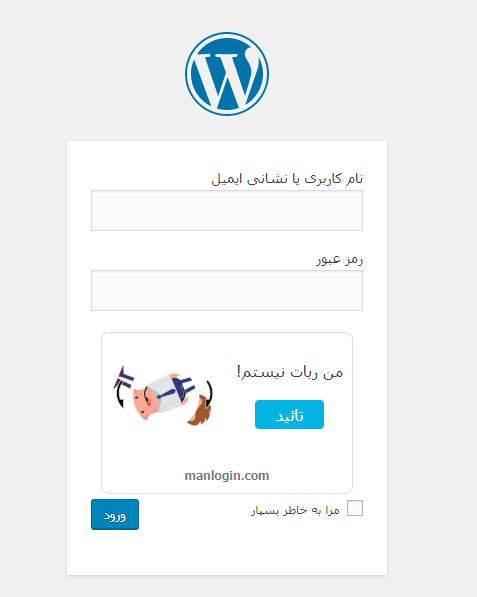 نام کاربری یا نشانی ایمیل
رمز عبور
من ربات نیستم!
تائید
manlogin.com
مرا به خاطر بسپار
ورود